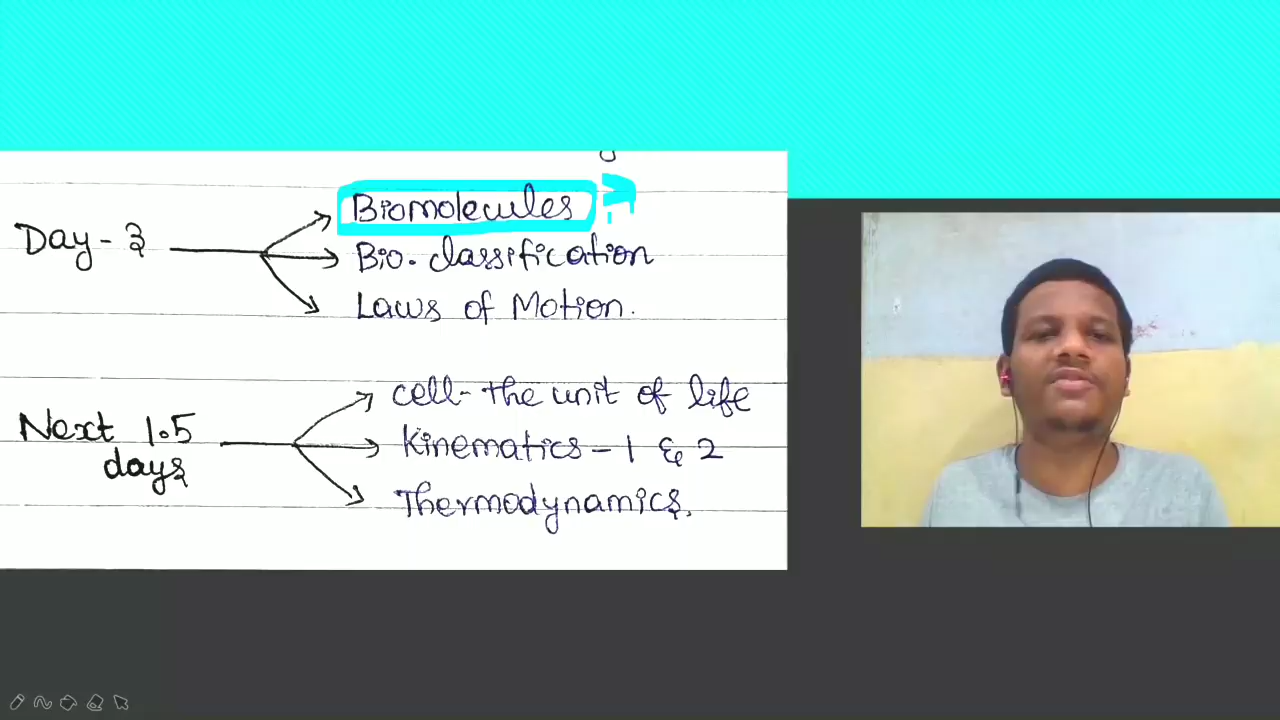 Day - 3
Biomolecules
Bio. classification
Laws of Motion.
Next 1.5
days
cell- the unit of life
Kinematics - 1 & 2
Thermodynamics.